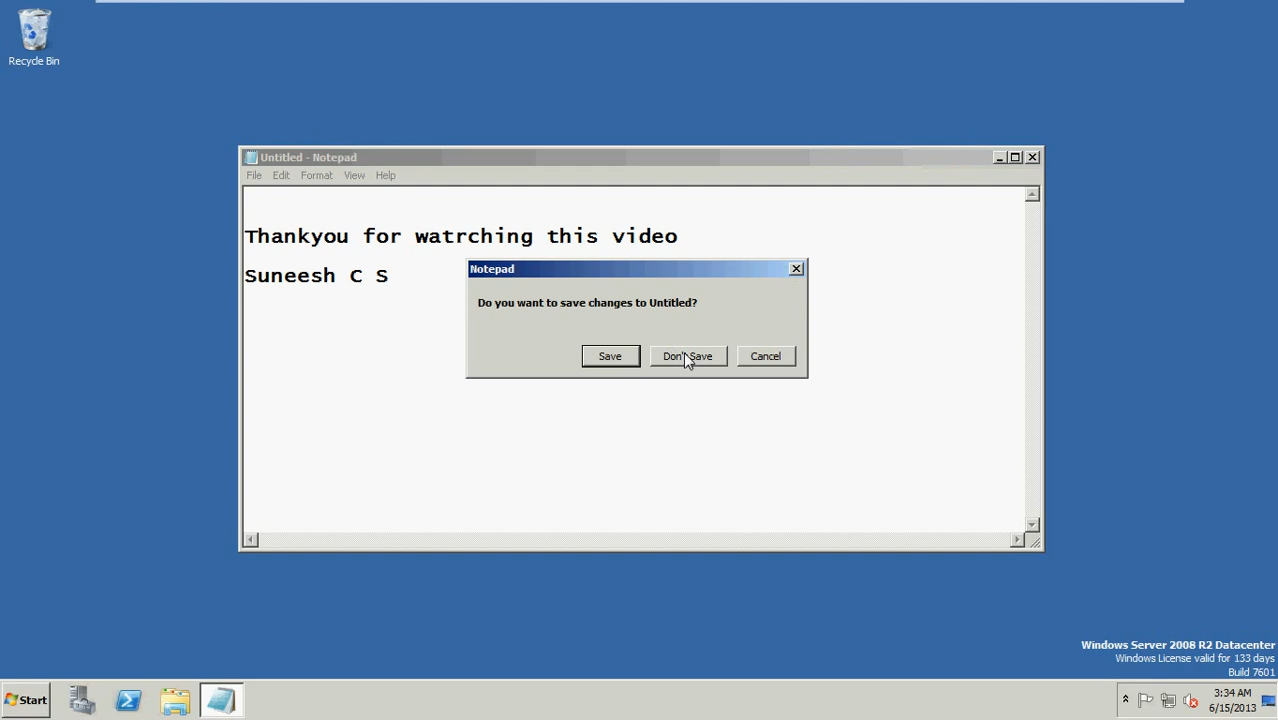 Recycle Bin
Untitled - Notepad
File Edit Format View Help
Thankyou for watrching this video
Suneesh C S
Notepad
Do you want to save changes to Untitled?
Save Don't Save Cancel
Windows Server 2008 R2 Datacenter
Windows License valid for 133 days
Build 7601
Start
3:34 AM
6/15/2013